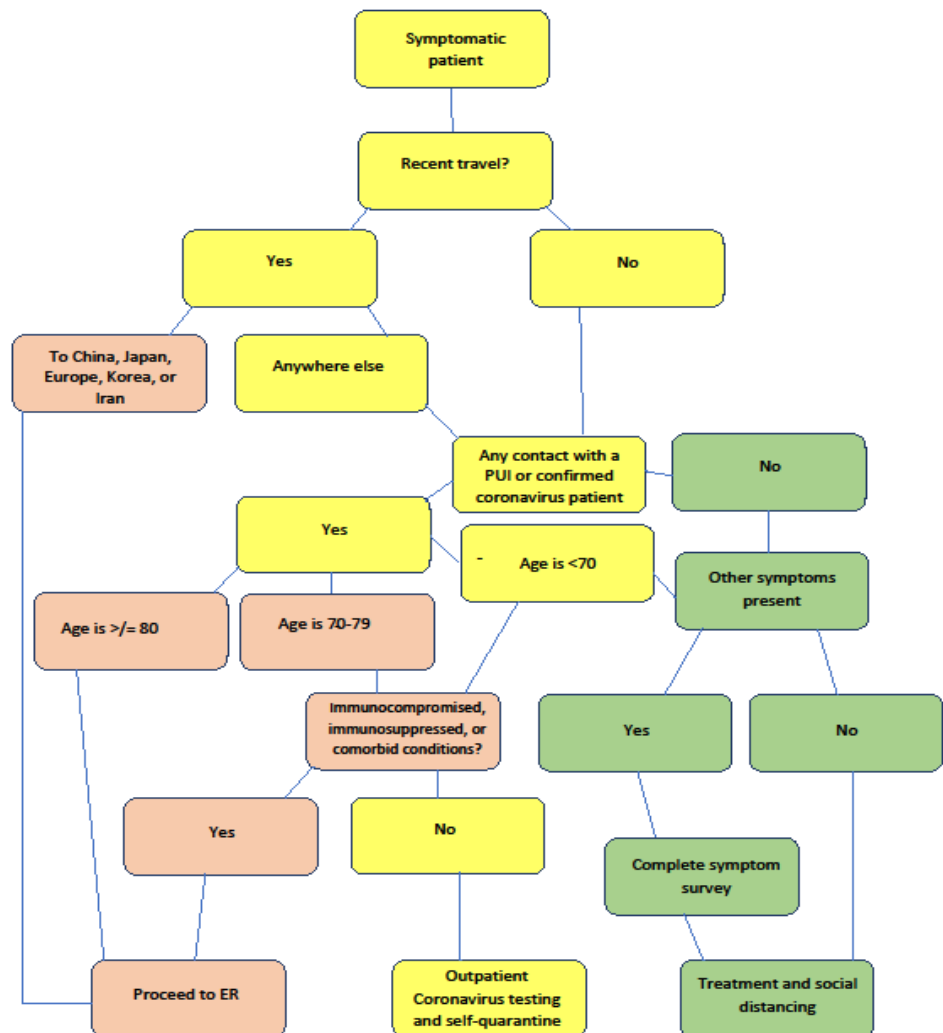 Symptomatic
patient
Recent travel?
Yes
No
To China, Japan,
Europe, Korea, or
Iran
Anywhere else
Any contact with a
PUI or confirmed
coronavirus patient
No
Yes
- Age is <70
Other symptoms
present
Age is >/= 80
Age is 70-79
Immunocompromised,
immunosuppressed, or
comorbid conditions?
Yes
No
Yes
No
Complete symptom
survey
Proceed to ER
Outpatient
Coronavirus testing
and self-quarantine
Treatment and social
distancing